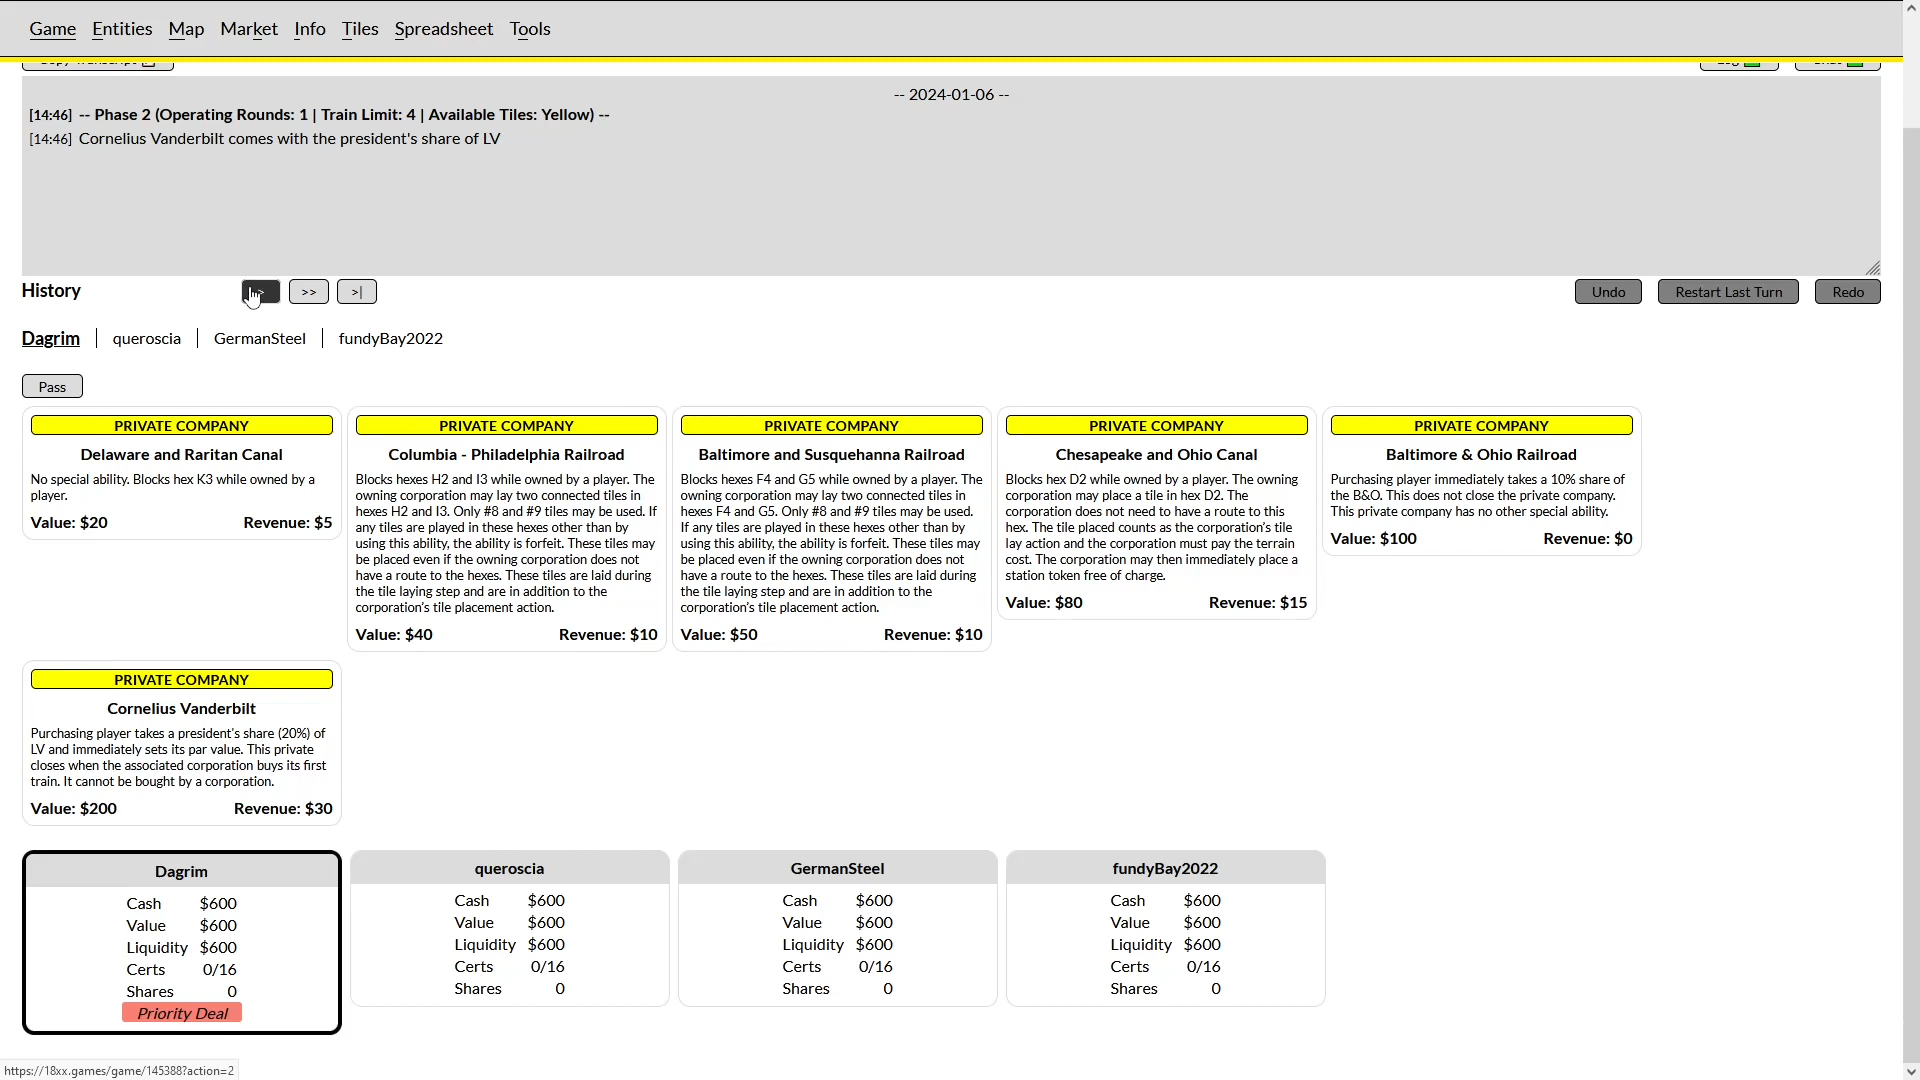 Game Entities Map Market Info Tiles Spreadsheet Tools
-- 2024-01-06 --
[14:46] -- Phase 2 (Operating Rounds: 1 | Train Limit: 4 | Available Tiles: Yellow) --
[14:46] Cornelius Vanderbilt comes with the president's share of LV
History > >> >| Undo Restart Last Turn Redo
Dagrim queroscia GermanSteel fundyBay2022
Pass
PRIVATE COMPANY
Delaware and Raritan Canal
No special ability. Blocks hex K3 while owned by a
player.
Value: $20 Revenue: $5
PRIVATE COMPANY
Columbia - Philadelphia Railroad
Blocks hexes H2 and I3 while owned by a player. The
owning corporation may lay two connected tiles in
hexes H2 and I3. Only #8 and #9 tiles may be used. If
any tiles are played in these hexes other than by
using this ability, the ability is forfeit. These tiles may
be placed even if the owning corporation does not
have a route to the hexes. These tiles are laid during
the tile laying step and are in addition to the
corporation's tile placement action.
Value: $40 Revenue: $10
PRIVATE COMPANY
Baltimore and Susquehanna Railroad
Blocks hexes F4 and G5 while owned by a player. The
owning corporation may lay two connected tiles in
hexes F4 and G5. Only #8 and #9 tiles may be used.
If any tiles are played in these hexes other than by
using this ability, the ability is forfeit. These tiles may
be placed even if the owning corporation does not
have a route to the hexes. These tiles are laid during
the tile laying step and are in addition to the
corporation's tile placement action.
Value: $50 Revenue: $10
PRIVATE COMPANY
Chesapeake and Ohio Canal
Blocks hex D2 while owned by a player. The owning
corporation may place a tile in hex D2. The
corporation does not need to have a route to this
hex. The tile placed counts as the corporation's tile
lay action and the corporation must pay the terrain
cost. The corporation may then immediately place a
station token free of charge.
Value: $80 Revenue: $15
PRIVATE COMPANY
Baltimore & Ohio Railroad
Purchasing player immediately takes a 10% share of
the B&O. This does not close the private company.
This private company has no other special ability.
Value: $100 Revenue: $0
PRIVATE COMPANY
Cornelius Vanderbilt
Purchasing player takes a president's share (20%) of
LV and immediately sets its par value. This private
closes when the associated corporation buys its first
train. It cannot be bought by a corporation.
Value: $200 Revenue: $30
Dagrim
Cash $600
Value $600
Liquidity $600
Certs 0/16
Shares 0
Priority Deal
queroscia
Cash $600
Value $600
Liquidity $600
Certs 0/16
Shares 0
GermanSteel
Cash $600
Value $600
Liquidity $600
Certs 0/16
Shares 0
fundyBay2022
Cash $600
Value $600
Liquidity $600
Certs 0/16
Shares 0
https://18xx.games/game/145388?action=2